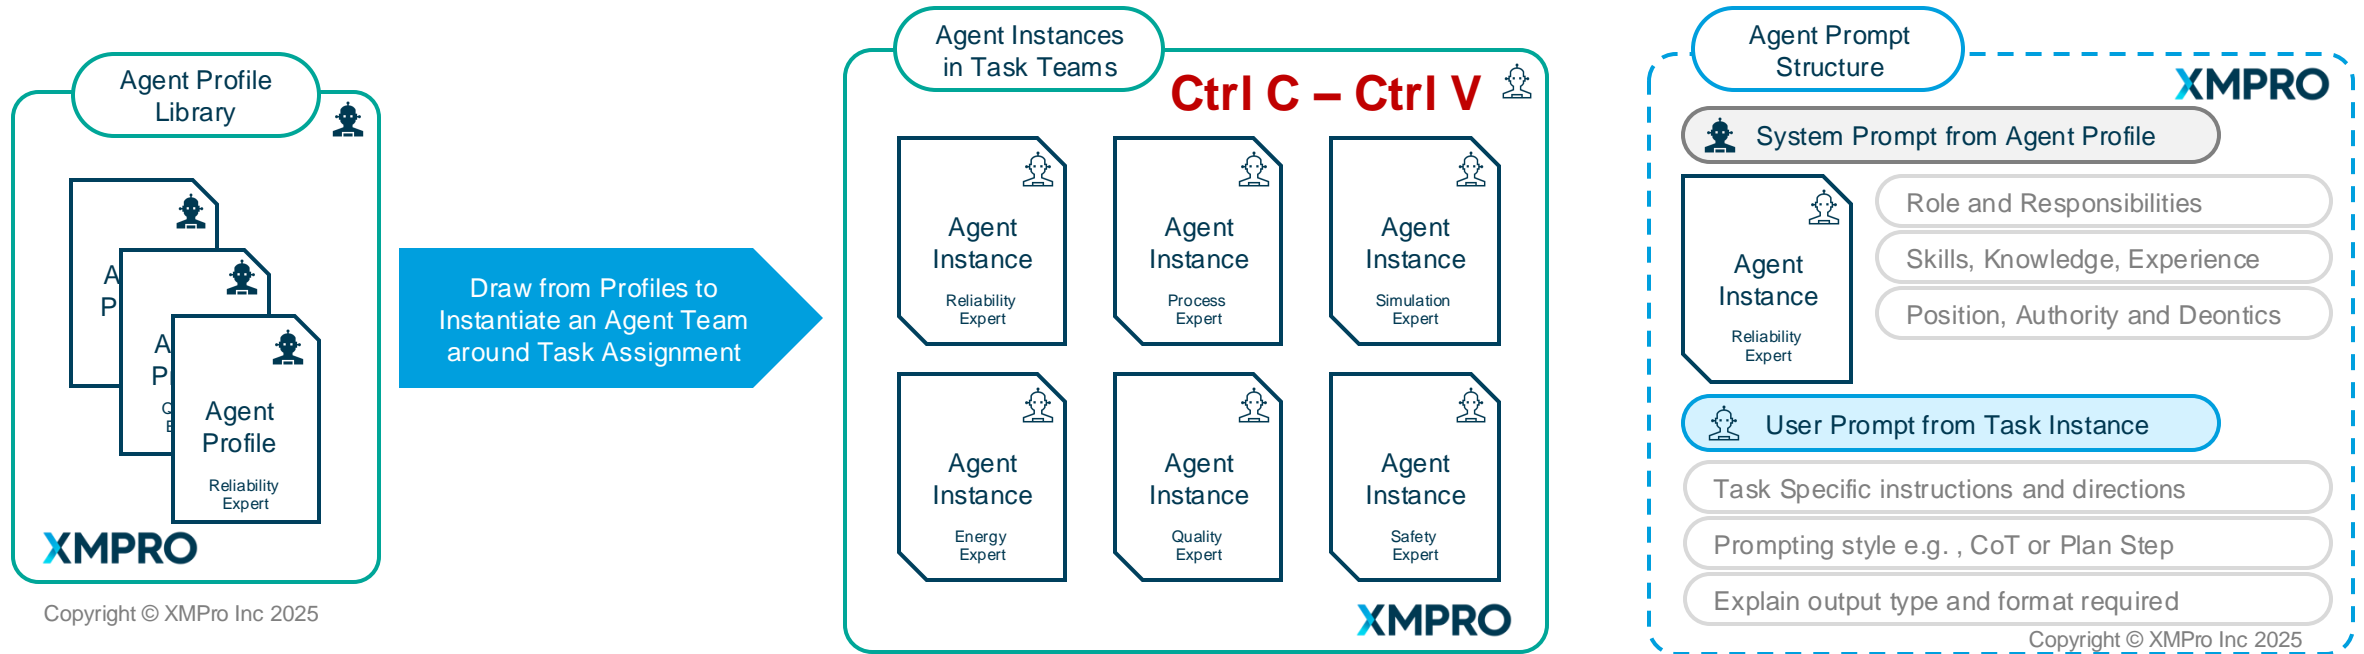 Agent Profile
Library
A
P
A
P
Q
E
Agent
Profile
Reliability
Expert
XMPRO
Copyright © XMPro Inc 2025
Draw from Profiles to
Instantiate an Agent Team
around Task Assignment
Agent Instances
in Task Teams
Ctrl C – Ctrl V
Agent
Instance
Reliability
Expert
Agent
Instance
Process
Expert
Agent
Instance
Simulation
Expert
Agent
Instance
Energy
Expert
Agent
Instance
Quality
Expert
Agent
Instance
Safety
Expert
XMPRO
Agent Prompt
Structure
XMPRO
System Prompt from Agent Profile
Agent
Instance
Reliability
Expert
Role and Responsibilities
Skills, Knowledge, Experience
Position, Authority and Deontics
User Prompt from Task Instance
Task Specific instructions and directions
Prompting style e.g. , CoT or Plan Step
Explain output type and format required
Copyright © XMPro Inc 2025